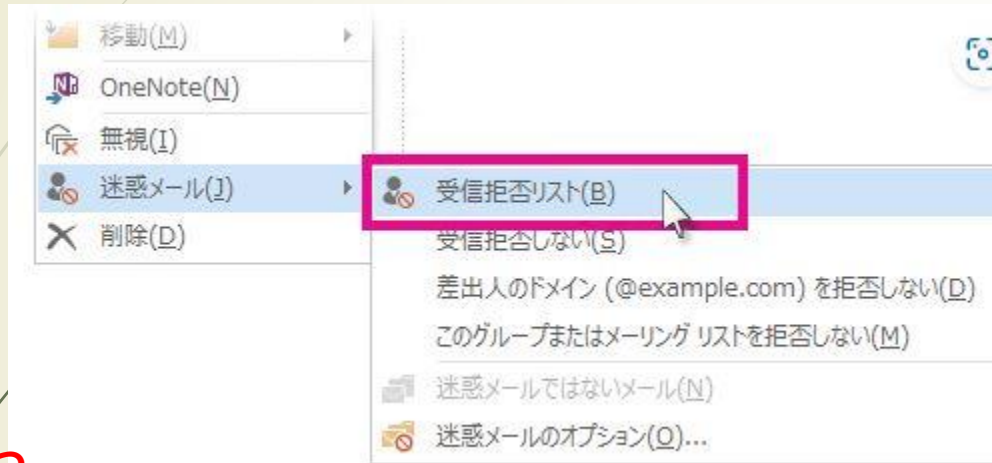 移動(M)
OneNote(N)
無視(I)
迷惑メール(J)
削除(D)
受信拒否リスト(B)
受信拒否しない(S)
差出人のドメイン (@example.com) を拒否しない(D)
このグループまたはメーリング リストを拒否しない(M)
迷惑メールではないメール(N)
迷惑メールのオプション(O)...